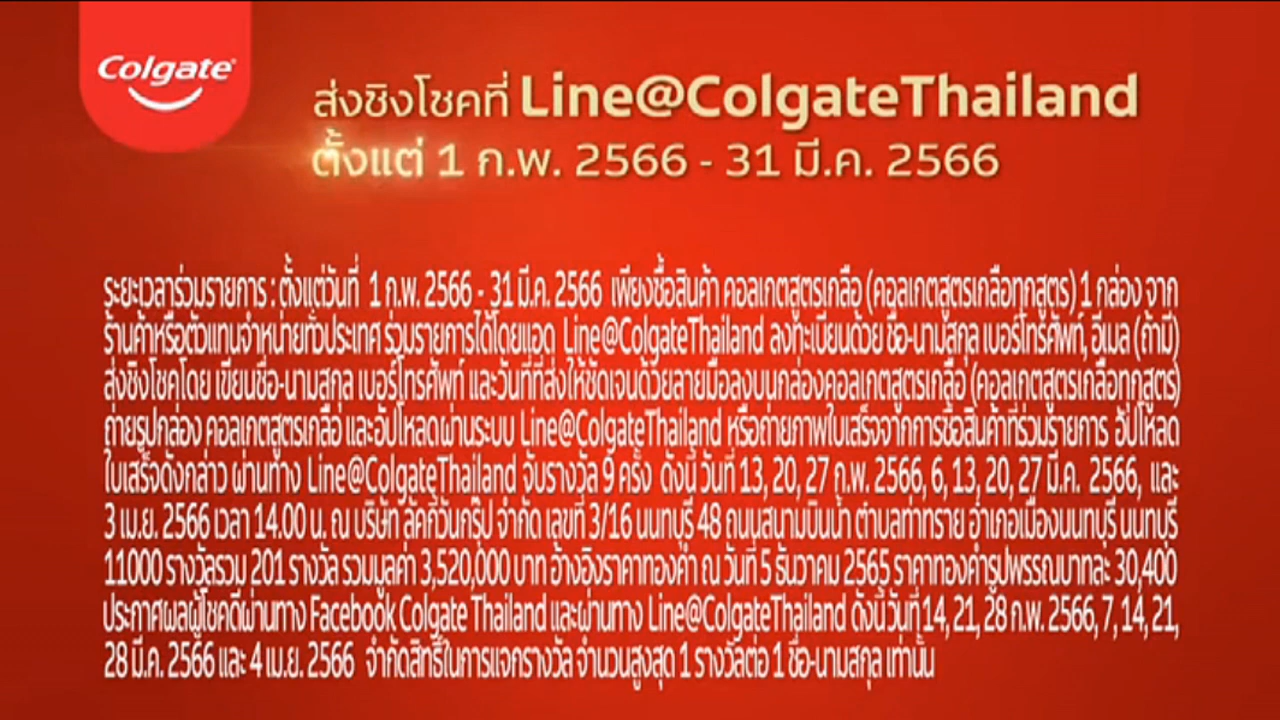 Colgate
ส่งชิงโชคที่ Line@ColgateThailand
ตั้งแต่ 1 ก.พ. 2566 - 31 มี.ค. 2566
ระยะเวลาร่วมรายการ : ตั้งแต่วันที่ 1 ก.พ. 2566 - 31 มี.ค. 2566 เพียงซื้อสินค้า คอลเกตสูตรเกลือ (คอลเกตสูตรเกลือทุกสูตร) 1 กล่อง จาก
ร้านค้าหรือตัวแทนจำหน่ายทั่วประเทศ ร่วมรายการได้โดยแอด Line@ColgateThailand ลงทะเบียนด้วย ชื่อ-นามสกุล เบอร์โทรศัพท์, อีเมล (ถ้ามี)
ส่งชิงโชคโดย เขียนชื่อ-นามสกุล เบอร์โทรศัพท์ และวันที่ที่ส่งให้ชัดเจนด้วยลายมือลงบนกล่องคอลเกตสูตรเกลือ (คอลเกตสูตรเกลือทุกสูตร)
ถ่ายรูปกล่อง คอลเกตสูตรเกลือ และอัปโหลดผ่านระบบ Line@ColgateThailand หรือถ่ายภาพใบเสร็จจากการซื้อสินค้าที่ร่วมรายการ อัปโหลด
ใบเสร็จดังกล่าว ผ่านทาง Line@ColgateThailand จับรางวัล 9 ครั้ง ดังนี้ วันที่ 13, 20, 27 ก.พ. 2566, 6, 13, 20, 27 มี.ค. 2566, และ
3 เม.ย. 2566 เวลา 14.00 น. ณ บริษัท ลัคกี้วันกรุ๊ป จำกัด เลขที่ 3/16 นนทบุรี 48 ถนนสนามบินน้ำ ตำบลท่าทราย อำเภอเมืองนนทบุรี นนทบุรี
11000 รางวัลรวม 201 รางวัล รวมมูลค่า 3,520,000 บาท อ้างอิงราคาทองคำ ณ วันที่ 5 ธันวาคม 2565 ราคาทองคำรูปพรรณบาทละ 30,400
ประกาศผลผู้โชคดีผ่านทาง Facebook Colgate Thailand และผ่านทาง Line@ColgateThailand ดังนี้ วันที่ 14, 21, 28 ก.พ. 2566, 7, 14, 21,
28 มี.ค. 2566 และ 4 เม.ย. 2566 จำกัดสิทธิ์ในการแจกรางวัล จำนวนสูงสุด 1 รางวัลต่อ 1 ชื่อ-นามสกุล เท่านั้น